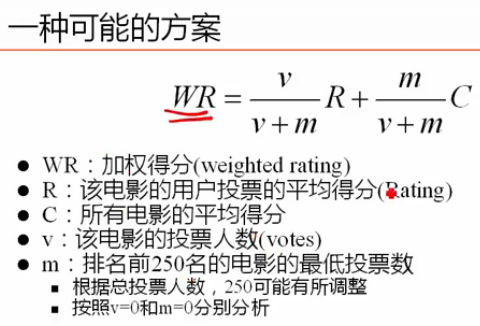 一种可能的方案
WR = v/(v+m) R + m/(v+m) C
● WR：加权得分(weighted rating)
● R：该电影的用户投票的平均得分(Rating)
● C：所有电影的平均得分
● v：该电影的投票人数(votes)
● m：排名前250名的电影的最低投票数
■ 根据总投票人数，250可能有所调整
■ 按照v=0和m=0分别分析